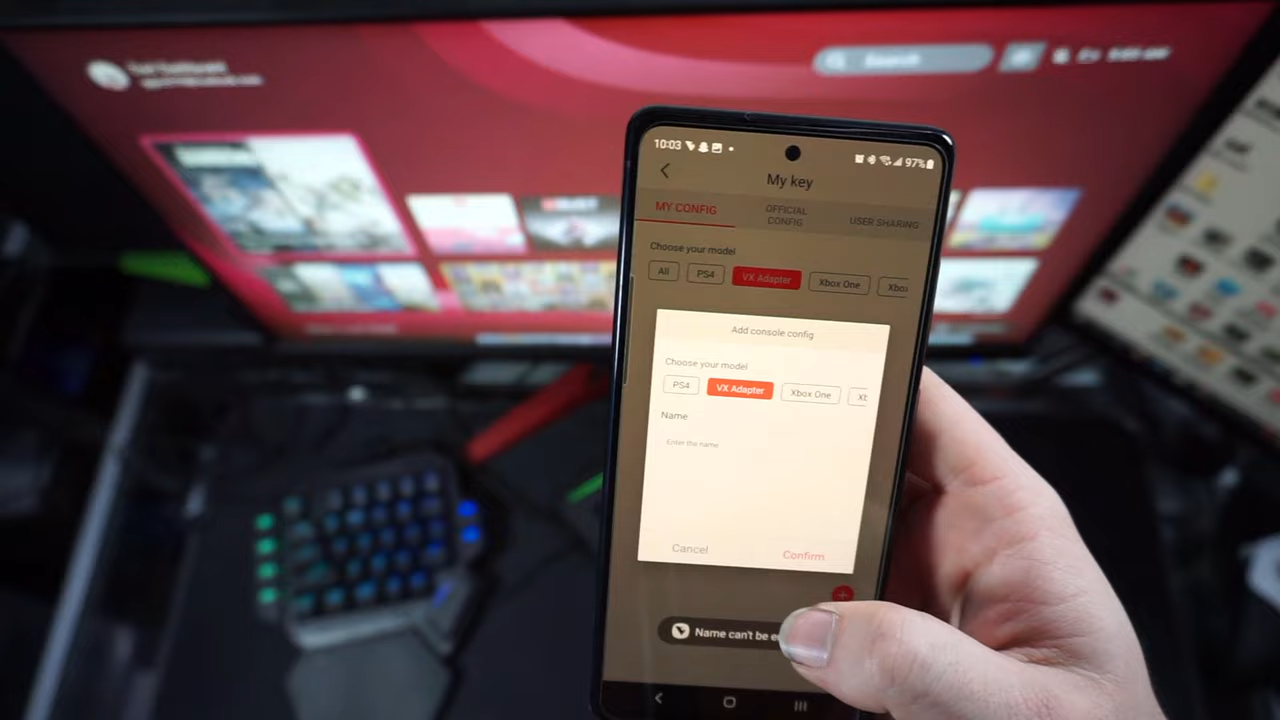 Search
10:03
97%
My key
MY CONFIG
OFFICIAL CONFIG
USER SHARING
Choose your model
All
PS4
VX Adapter
Xbox One
Xbo
Add console config
Choose your model
PS4
VX Adapter
Xbox One
Xb
Name
Enter the name
Cancel
Confirm
Name can't be e